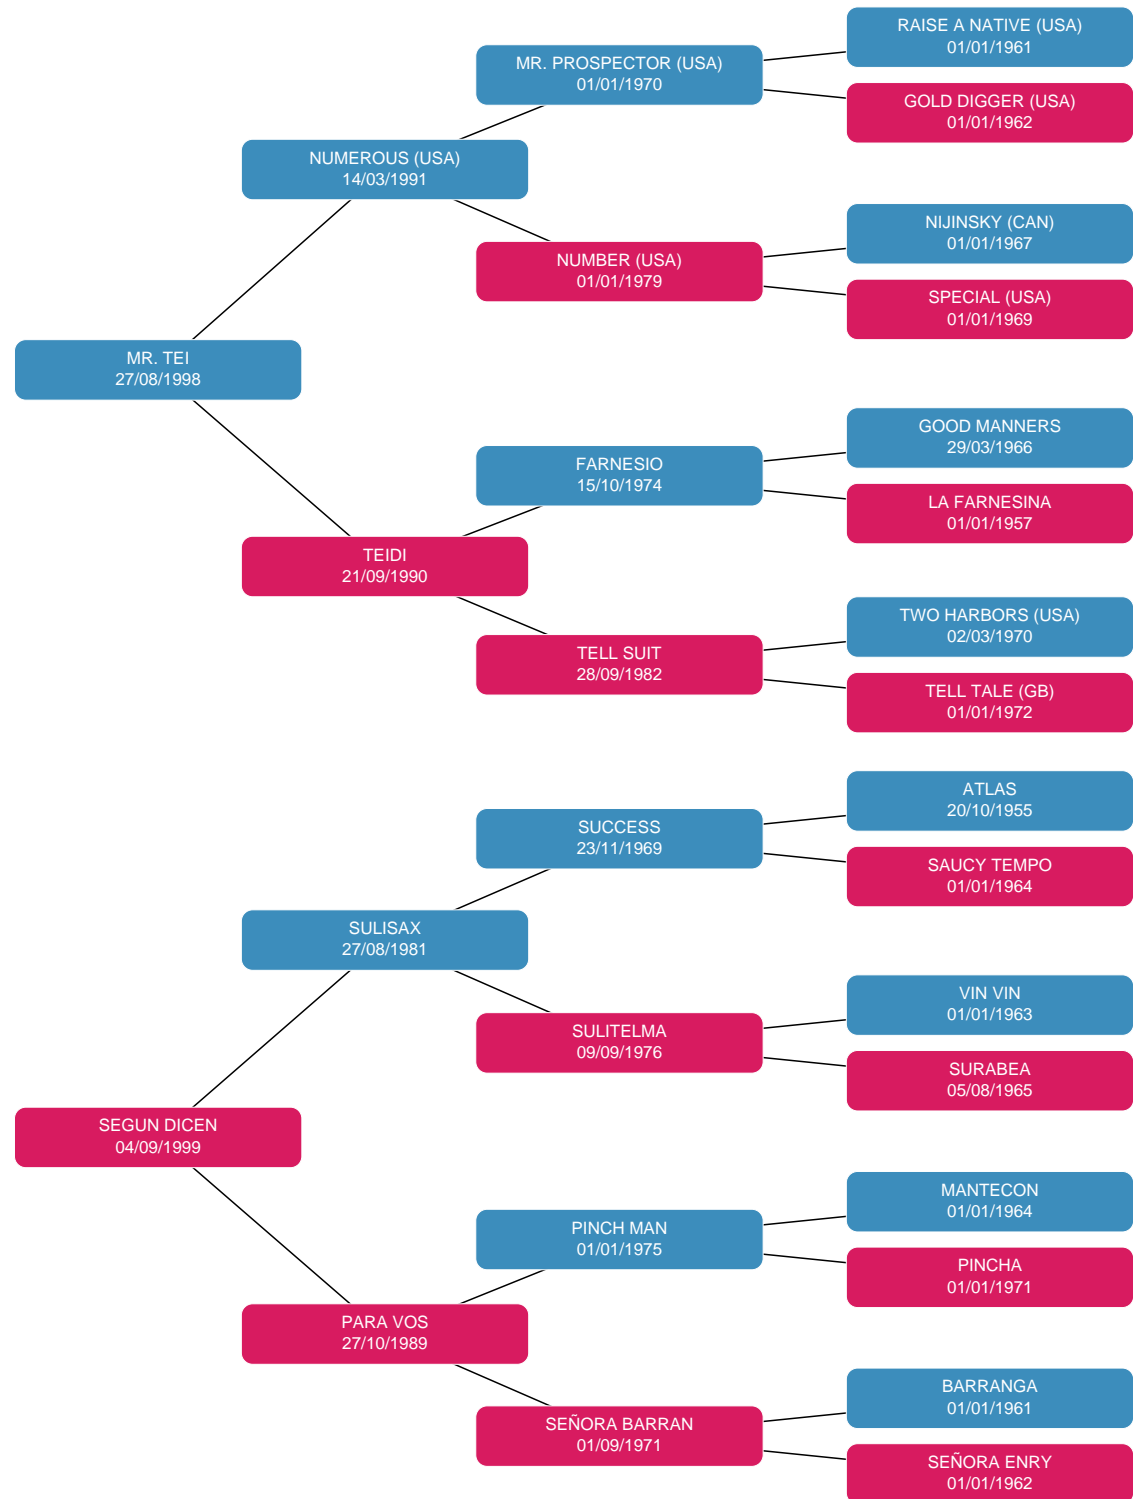 RAISE A NATIVE (USA)
01/01/1961
MR. PROSPECTOR (USA)
01/01/1970
GOLD DIGGER (USA)
01/01/1962
NUMEROUS (USA)
14/03/1991
NIJINSKY (CAN)
01/01/1967
NUMBER (USA)
01/01/1979
SPECIAL (USA)
01/01/1969
MR. TEI
27/08/1998
GOOD MANNERS
29/03/1966
FARNESIO
15/10/1974
LA FARNESINA
01/01/1957
TEIDI
21/09/1990
TWO HARBORS (USA)
02/03/1970
TELL SUIT
28/09/1982
TELL TALE (GB)
01/01/1972
ATLAS
20/10/1955
SUCCESS
23/11/1969
SAUCY TEMPO
01/01/1964
SULISAX
27/08/1981
VIN VIN
01/01/1963
SULITELMA
09/09/1976
SURABEA
05/08/1965
SEGUN DICEN
04/09/1999
MANTECON
01/01/1964
PINCH MAN
01/01/1975
PINCHA
01/01/1971
PARA VOS
27/10/1989
BARRANGA
01/01/1961
SEÑORA BARRAN
01/09/1971
SEÑORA ENRY
01/01/1962